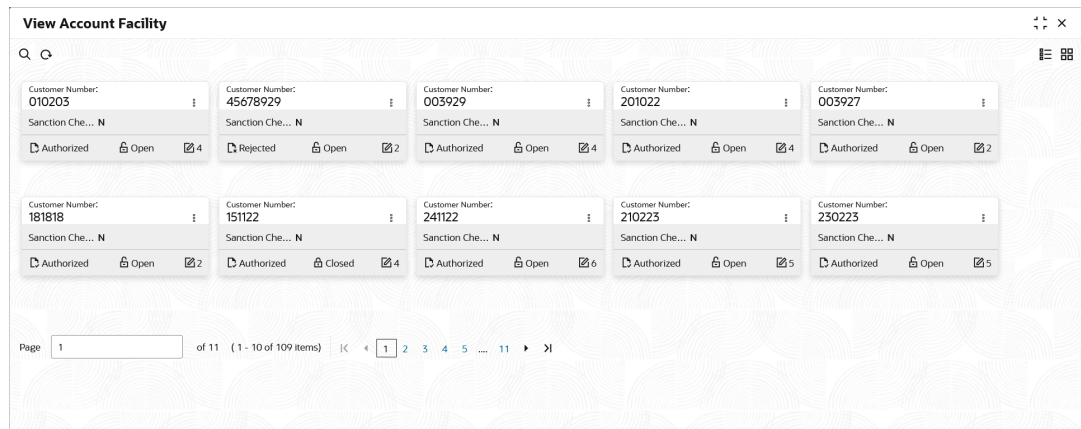 View Account Facility
Customer Number: Customer Number: Customer Number: Customer Number: Customer Number:
010203 45678929 003929 201022 003927
Sanction Che... N Sanction Che... N Sanction Che... N Sanction Che... N Sanction Che... N
Authorized Open 4 Rejected Open 2 Authorized Open 4 Authorized Open 4 Authorized Open 2
Customer Number: Customer Number: Customer Number: Customer Number: Customer Number:
181818 151122 241122 210223 230223
Sanction Che... N Sanction Che... N Sanction Che... N Sanction Che... N Sanction Che... N
Authorized Open 2 Authorized Closed 4 Authorized Open 6 Authorized Open 5 Authorized Open 5
Page 1 of 11 (1 - 10 of 109 items) 1 2 3 4 5 .... 11